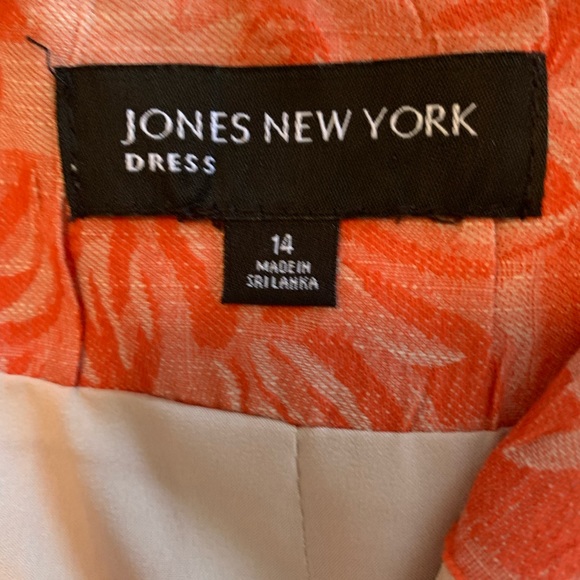 JONES NEW YORK
DRESS
14
MADE IN
SRI LANKA